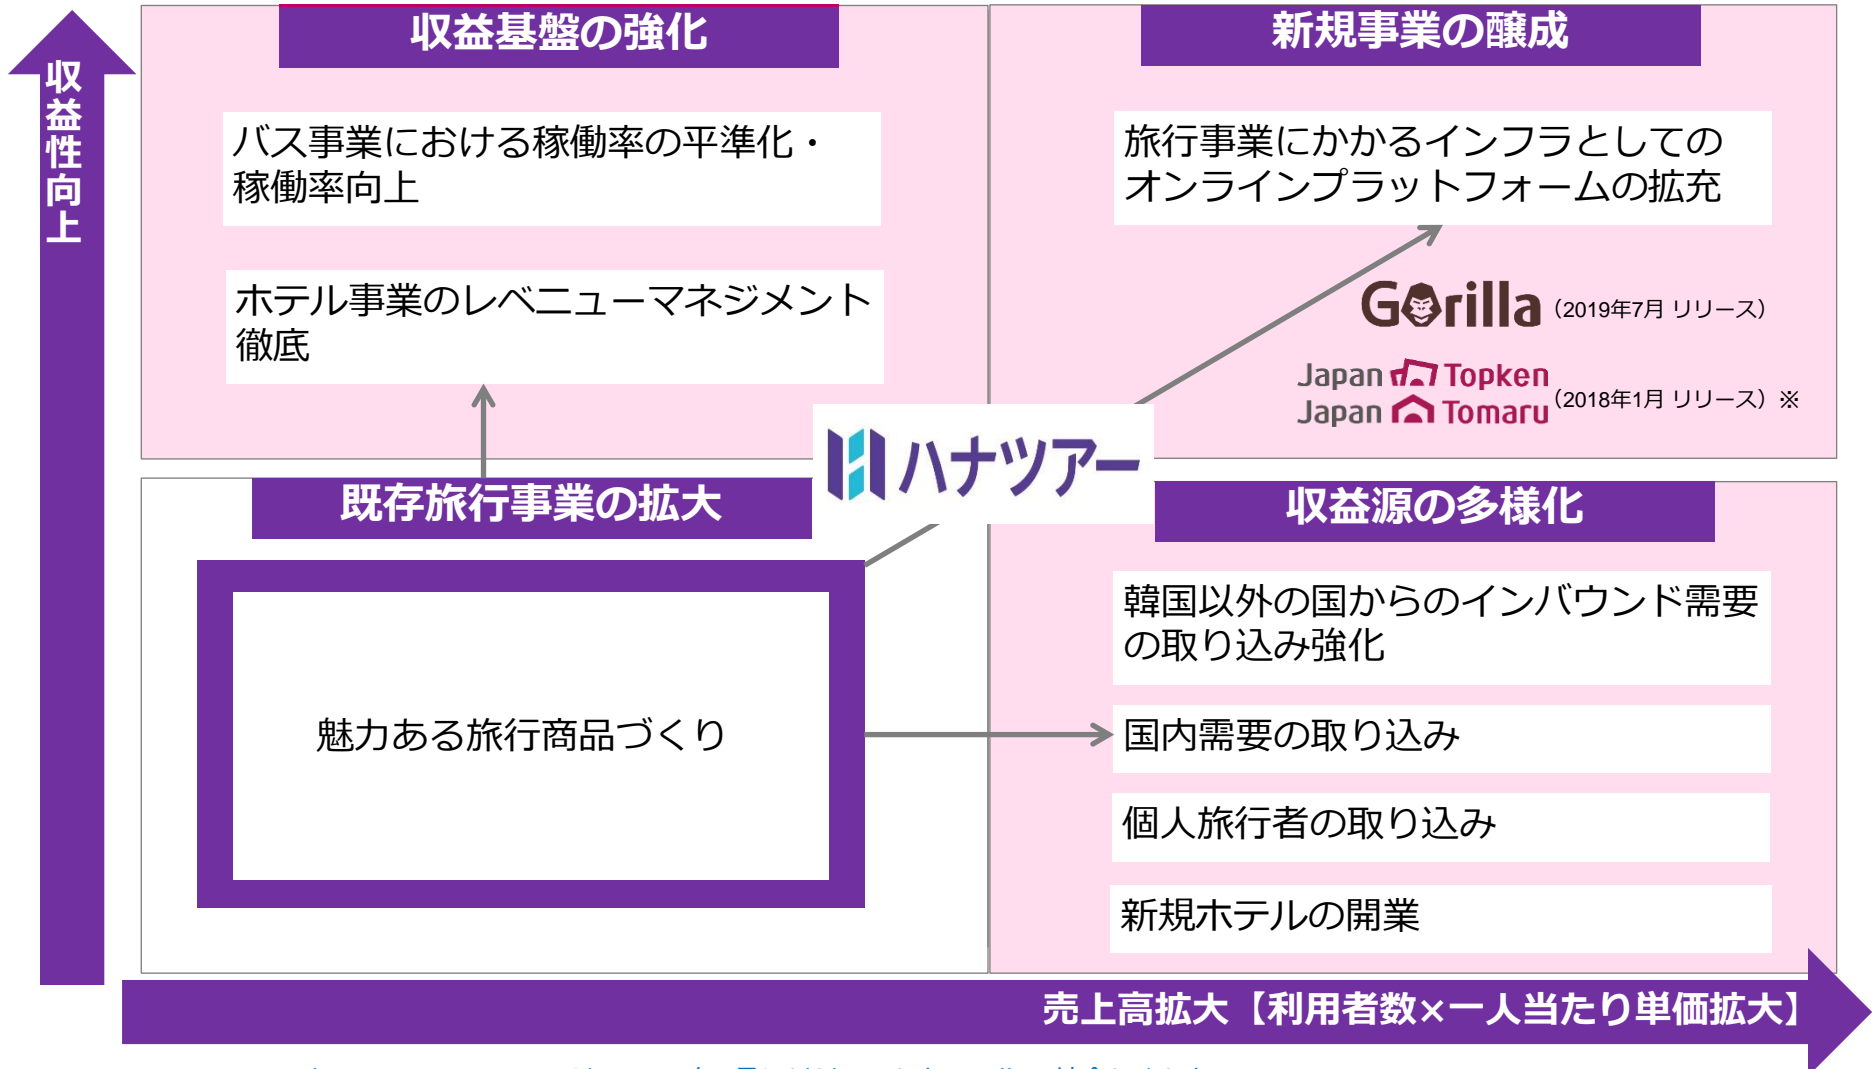 収益性向上
収益基盤の強化
バス事業における稼働率の平準化・
稼働率向上
ホテル事業のレベニューマネジメント
徹底
新規事業の醸成
旅行事業にかかるインフラとしての
オンラインプラットフォームの拡充
Gorilla（2019年7月 リリース）
Japan Topken
Japan Tomaru
（2018年1月 リリース）※
ハナツアー
既存旅行事業の拡大
魅力ある旅行商品づくり
収益源の多様化
韓国以外の国からのインバウンド需要
の取り込み強化
国内需要の取り込み
個人旅行者の取り込み
新規ホテルの開業
売上高拡大【利用者数×一人当たり単価拡大】